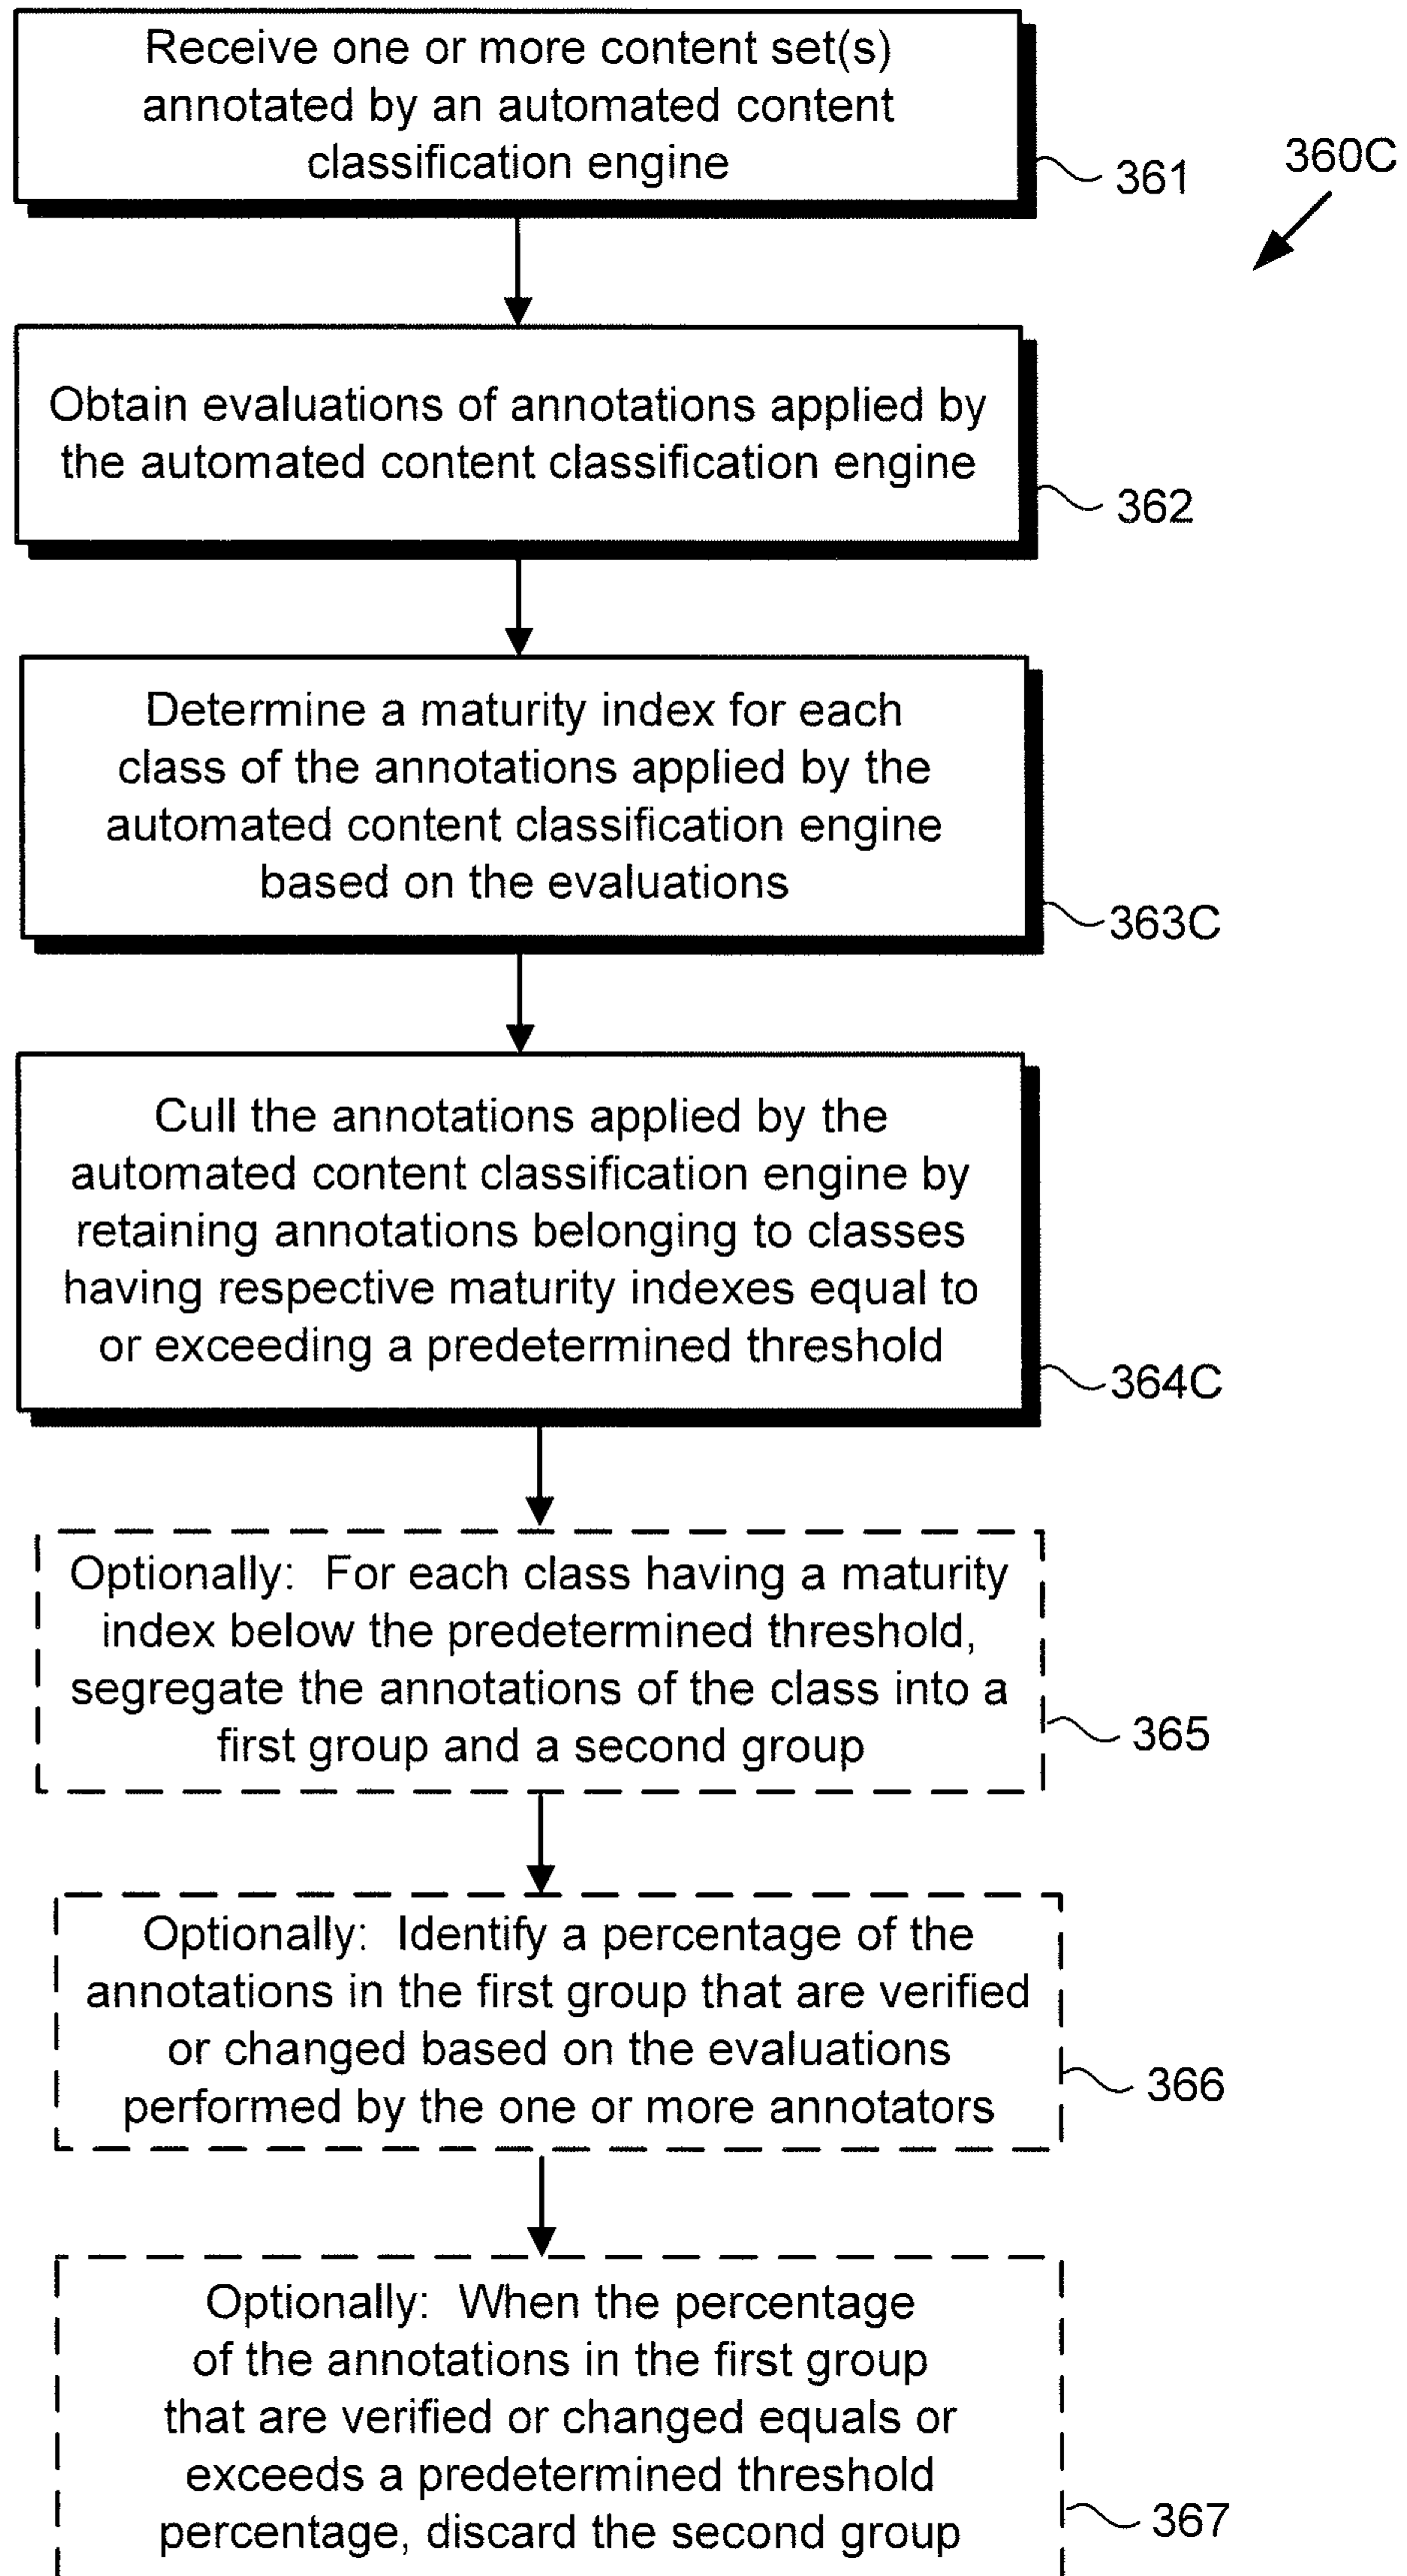 Receive one or more content set(s)
annotated by an automated content
classification engine
361
360C
Obtain evaluations of annotations applied by
the automated content classification engine
362
Determine a maturity index for each
class of the annotations applied by the
automated content classification engine
based on the evaluations
363C
Cull the annotations applied by the
automated content classification engine by
retaining annotations belonging to classes
having respective maturity indexes equal to
or exceeding a predetermined threshold
364C
Optionally:  For each class having a maturity
index below the predetermined threshold,
segregate the annotations of the class into a
first group and a second group
365
Optionally:  Identify a percentage of the
annotations in the first group that are verified
or changed based on the evaluations
performed by the one or more annotators
366
Optionally:  When the percentage
of the annotations in the first group
that are verified or changed equals or
exceeds a predetermined threshold
percentage, discard the second group
367